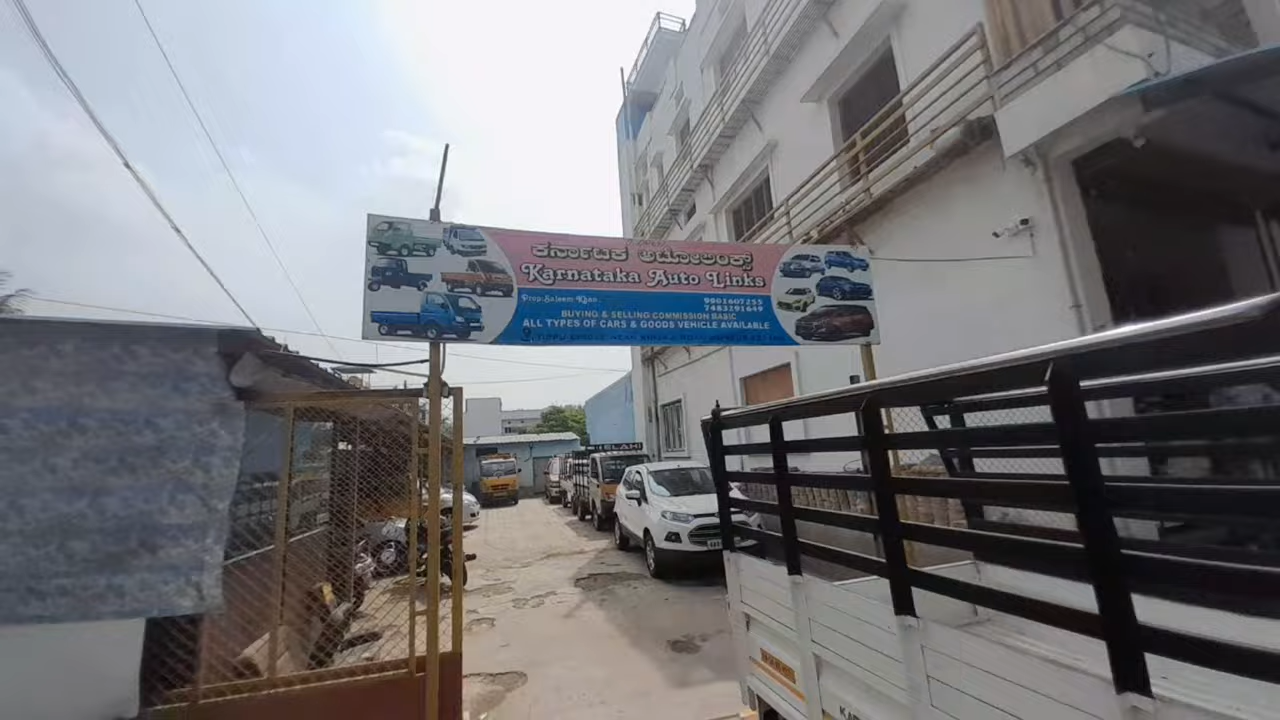 ಕರ್ನಾಟಕ ಆಟೋಲಿಂಕ್ಸ್
Karnataka Auto Links
Prop: Saleem Khan
9901607255
7483291649
BUYING & SELLING COMMISSION BASIC
ALL TYPES OF CARS & GOODS VEHICLE AVAILABLE
ELAHI